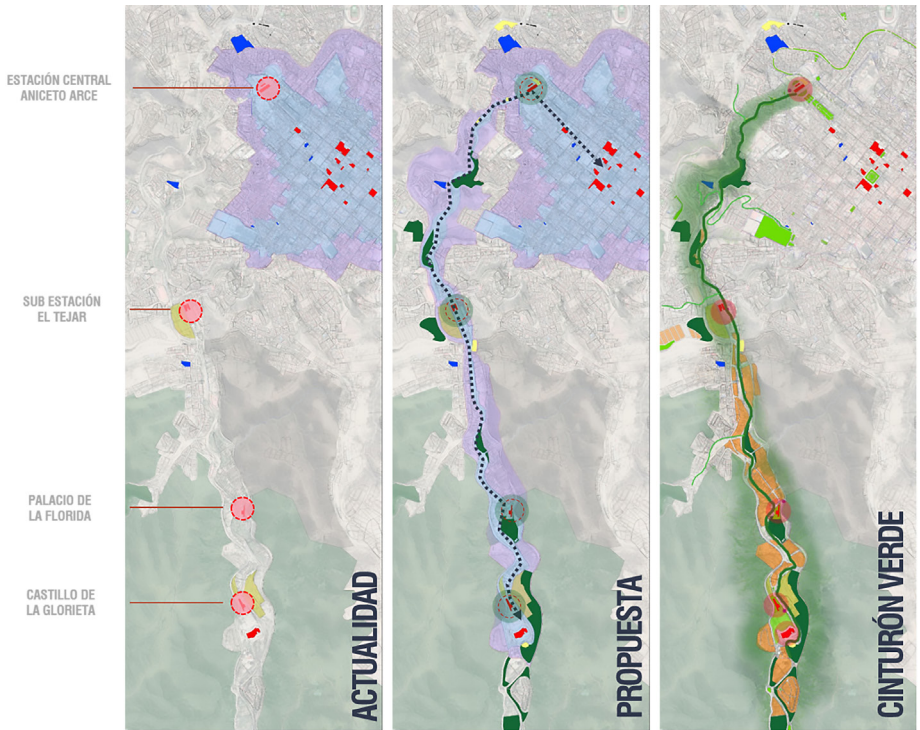 ESTACIÓN CENTRAL
ANICETO ARCE
SUB ESTACIÓN
EL TEJAR
PALACIO DE
LA FLORIDA
CASTILLO DE
LA GLORIETA
ACTUALIDAD
PROPUESTA
CINTURÓN VERDE